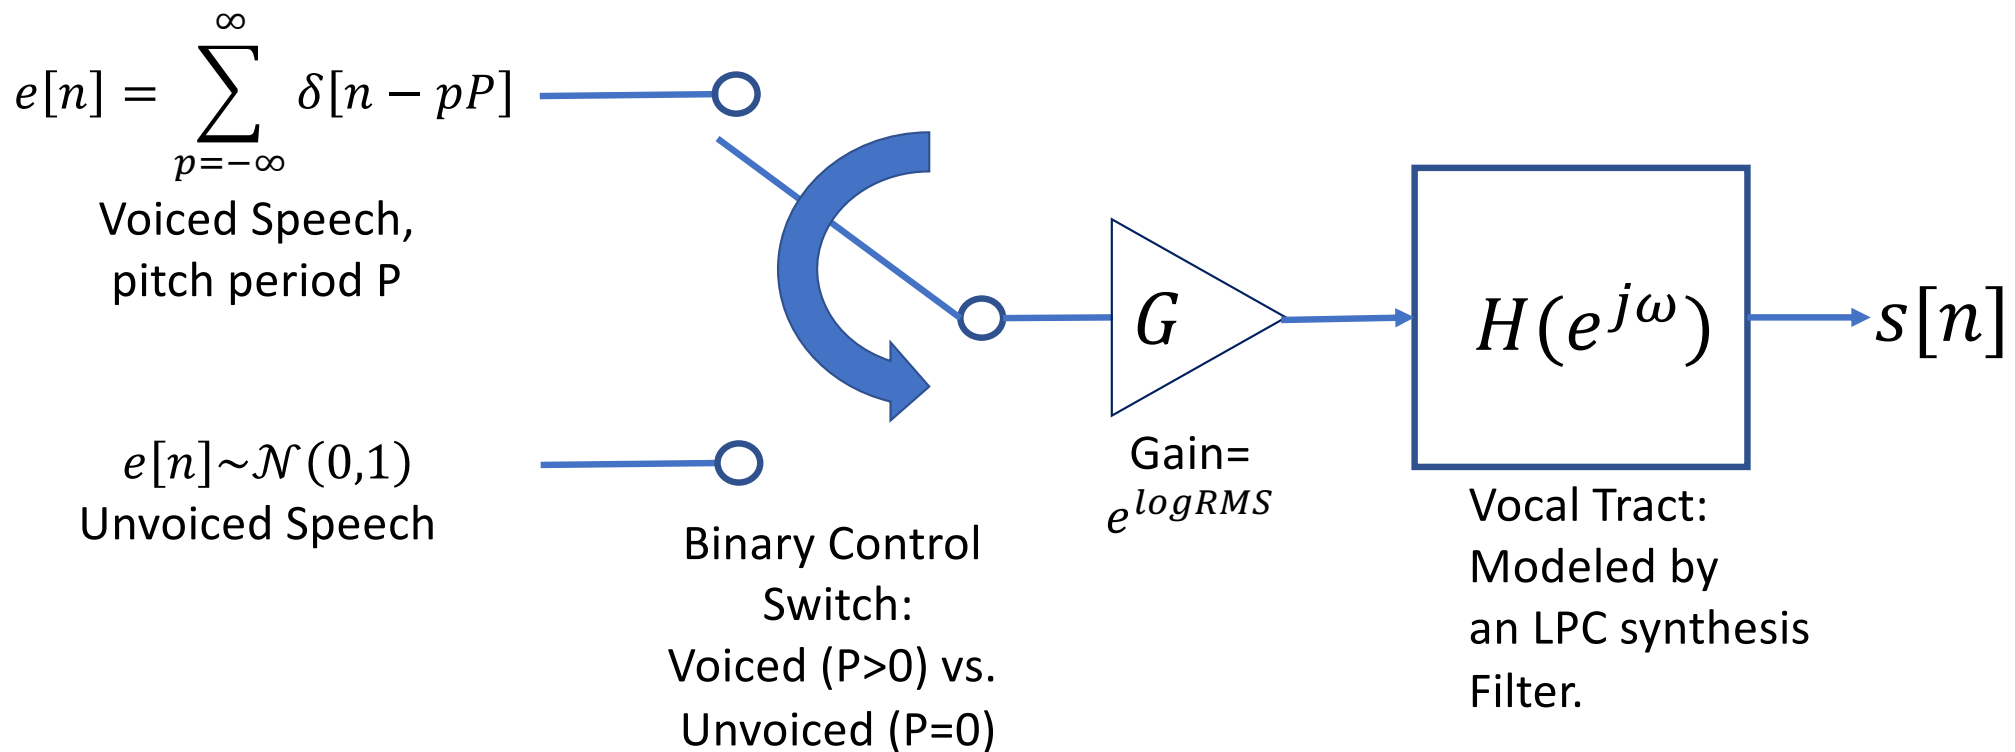 e[n] = ∑_{p=−∞}^{∞} δ[n − pP]
Voiced Speech,
pitch period P
e[n]~𝒩(0,1)
Unvoiced Speech
Binary Control
Switch:
Voiced (P>0) vs.
Unvoiced (P=0)
G
Gain=
e^{logRMS}
H(e^{jω})
Vocal Tract:
Modeled by
an LPC synthesis
Filter.
s[n]